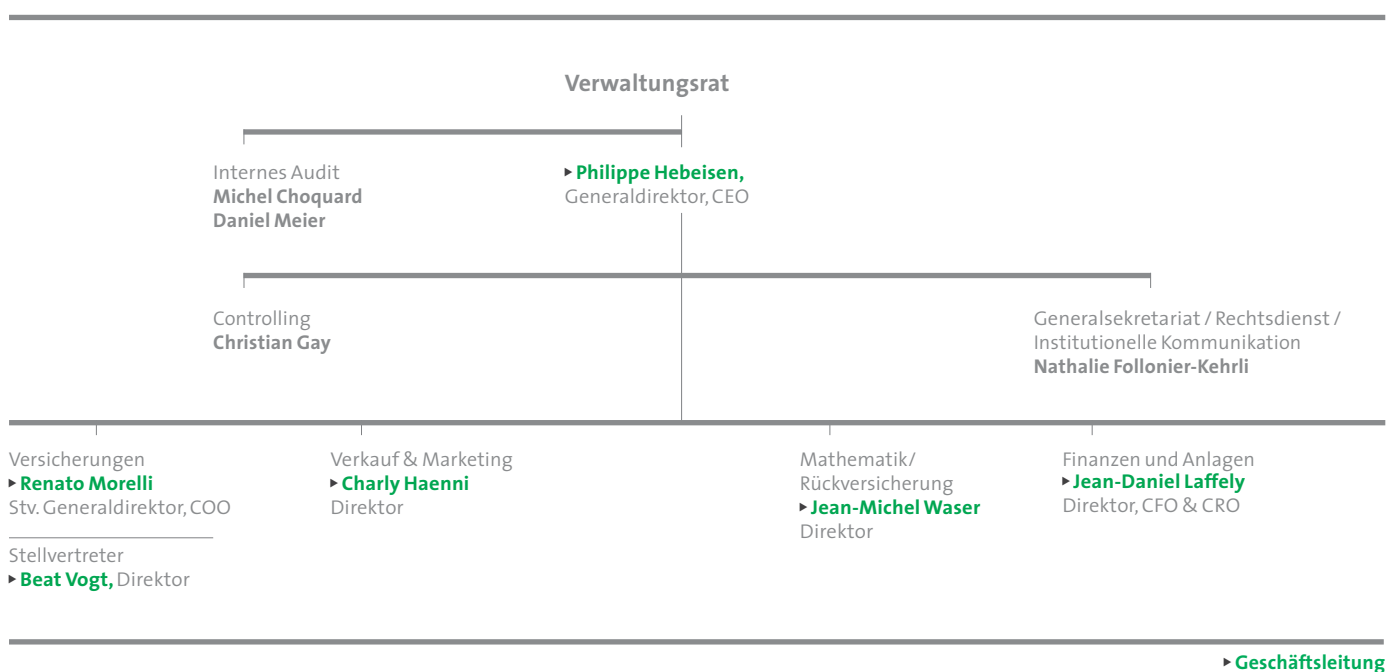 Verwaltungsrat
Internes Audit
Michel Choquard
Daniel Meier
▸ Philippe Hebeisen,
Generaldirektor, CEO
Controlling
Christian Gay
Generalsekretariat / Rechtsdienst /
Institutionelle Kommunikation
Nathalie Follonier-Kehrli
Versicherungen
▸ Renato Morelli
Stv. Generaldirektor, COO
Stellvertreter
▸ Beat Vogt, Direktor
Verkauf & Marketing
▸ Charly Haenni
Direktor
Mathematik/
Rückversicherung
▸ Jean-Michel Waser
Direktor
Finanzen und Anlagen
▸ Jean-Daniel Laffely
Direktor, CFO & CRO
▸ Geschäftsleitung